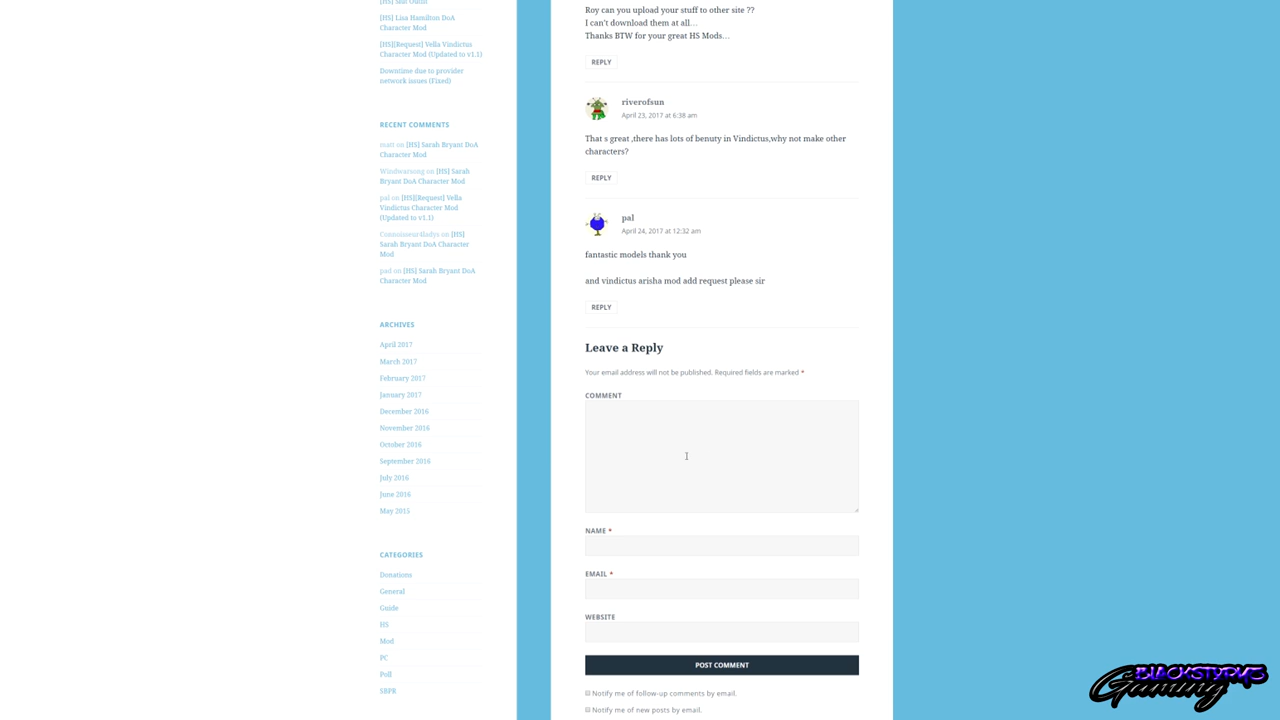 [HS] Suit Outfit
[HS] Lisa Hamilton DoA
Character Mod
[HS][Request] Vella Vindictus
Character Mod (Updated to v1.1)
Downtime due to provider
network issues (Fixed)
RECENT COMMENTS
matt on [HS] Sarah Bryant DoA
Character Mod
Windwarsong on [HS] Sarah
Bryant DoA Character Mod
pal on [HS][Request] Vella
Vindictus Character Mod
(Updated to v1.1)
on [HS]
Sarah Bryant DoA Character
Mod
on [HS] Sarah Bryant DoA
Character Mod
ARCHIVES
April 2017
March 2017
February 2017
January 2017
December 2016
November 2016
October 2016
September 2016
July 2016
June 2016
May 2015
CATEGORIES
Donations
General
Guide
HS
Mod
PC
Poll
SBPR
Roy can you upload your stuff to other site ??
I can't download them at all…
Thanks BTW for your great HS Mods…
REPLY
riverofsun
April 23, 2017 at 6:38 am
That s great ,there has lots of benuty in Vindictus,why not make other
characters?
REPLY
pal
April 24, 2017 at 12:32 am
fantastic models thank you
and vindictus arisha mod add request please sir
REPLY
Leave a Reply
Your email address will not be published. Required fields are marked *
COMMENT
NAME *
EMAIL *
WEBSITE
POST COMMENT
Notify me of follow-up comments by email.
Notify me of new posts by email.
Gaming